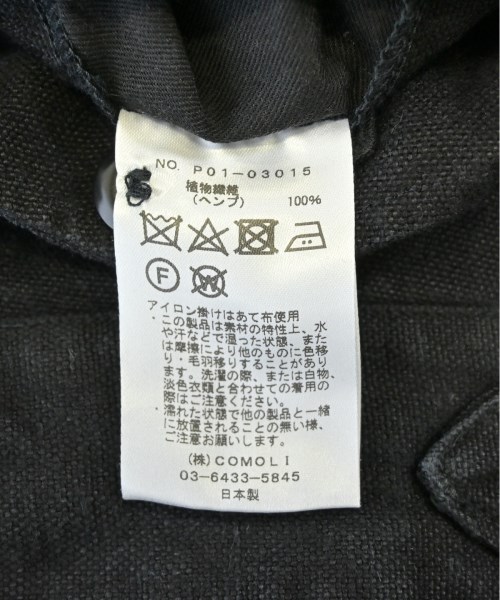 NO. P01-03015
植物繊維
(ヘンプ) 100%
F
W
アイロン掛けはあて布使用
・この製品は素材の特性上、水
や汗などで湿った状態、また
は摩擦により他のものに色移
り・毛羽移りすることがあり
ます。洗濯の際、または白物、
淡色衣類と合わせての着用の
際はご注意ください。
・濡れた状態で他の製品と一緒
に放置されることの無い様、
ご注意お願いします。
(株) COMOLI
03-6433-5845
日本製